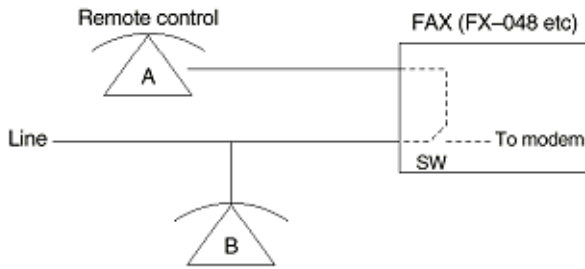 Remote control
FAX (FX–048 etc)
A
Line
To modem
SW
B